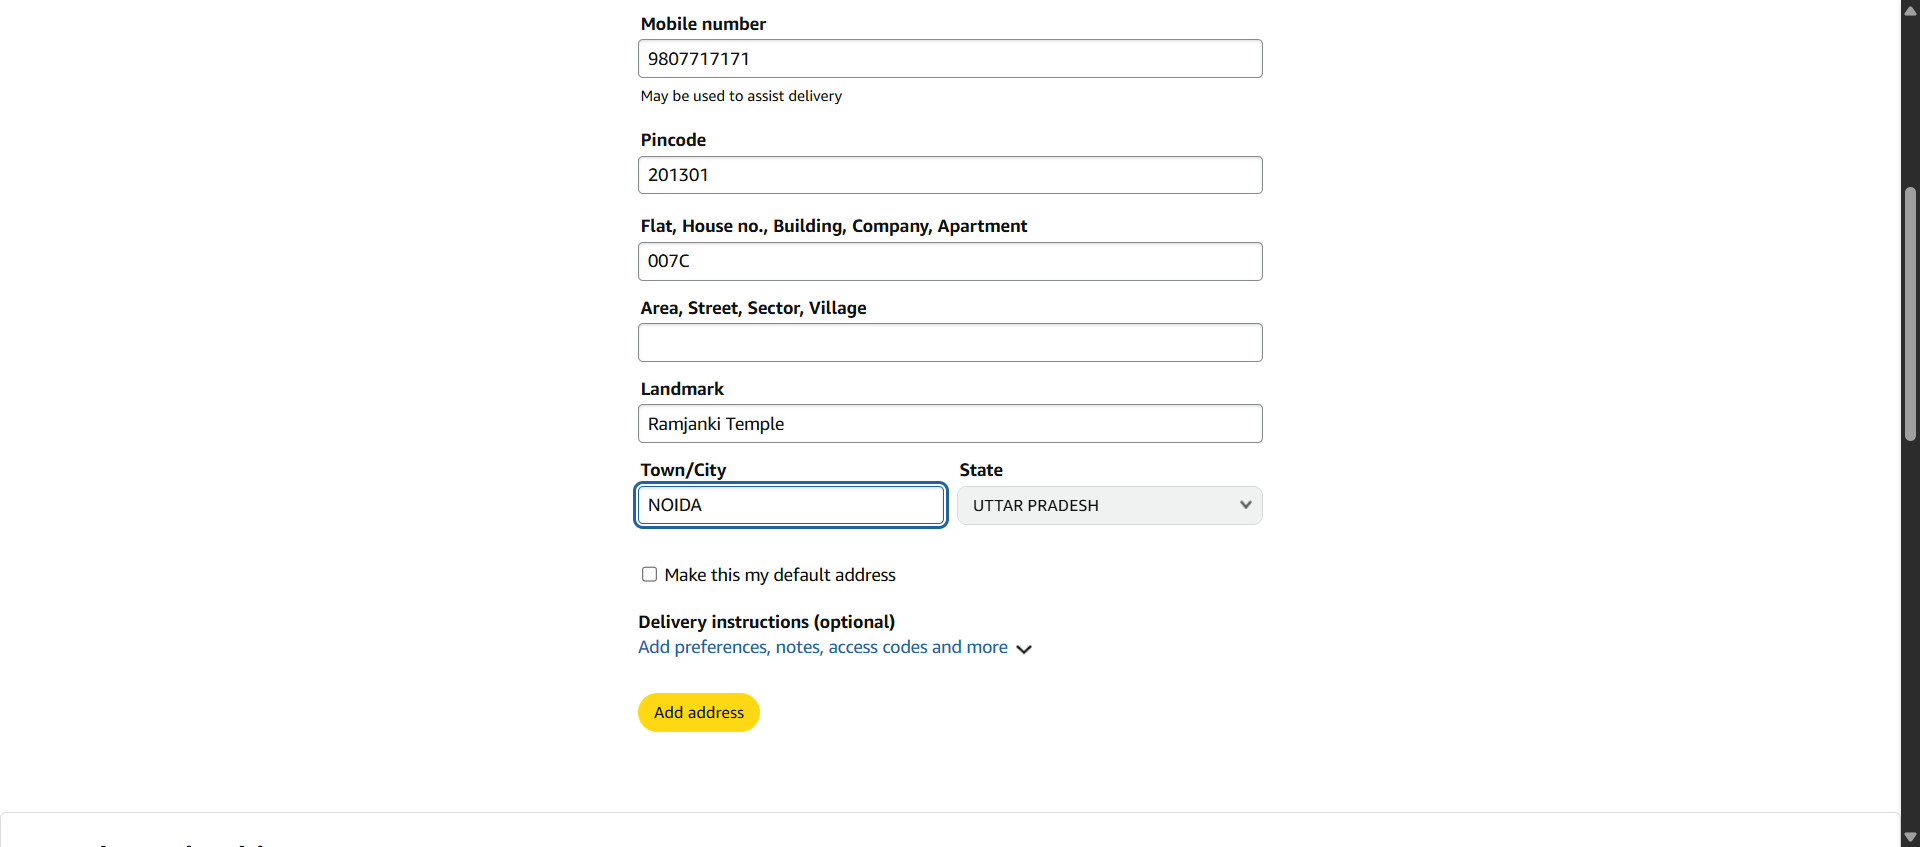 Mobile number
9807717171
May be used to assist delivery
Pincode
201301
Flat, House no., Building, Company, Apartment
007C
Area, Street, Sector, Village
Landmark
Ramjanki Temple
Town/City State
NOIDA UTTAR PRADESH
Make this my default address
Delivery instructions (optional)
Add preferences, notes, access codes and more
Add address